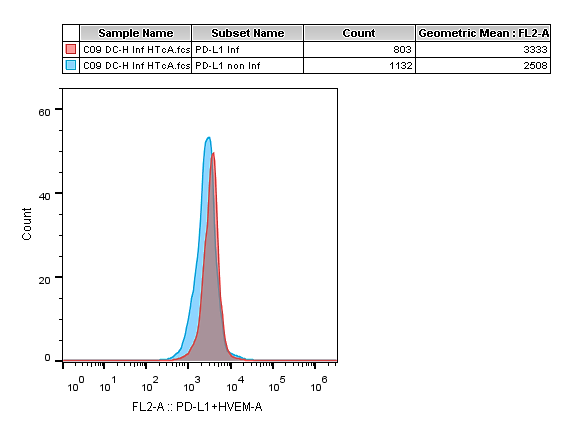 Sample Name Subset Name Count Geometric Mean : FL2-A
C09 DC-H Inf HTcA.fcs PD-L1 Inf 803 3333
C09 DC-H Inf HTcA.fcs PD-L1 non Inf 1132 2508
60
40
20
0
Count
10^0 10^1 10^2 10^3 10^4 10^5 10^6
FL2-A :: PD-L1+HVEM-A